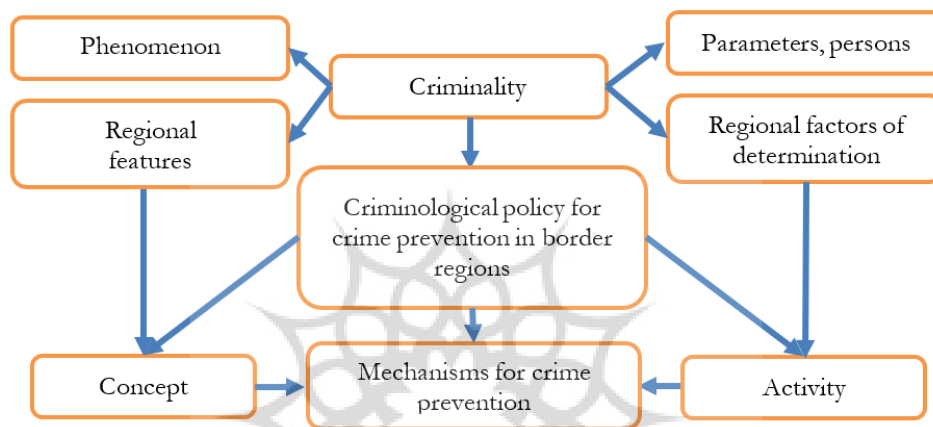 Phenomenon
Parameters, persons
Criminality
Regional
features
Regional factors of
determination
Criminological policy for
crime prevention in border
regions
Concept
Mechanisms for crime
prevention
Activity